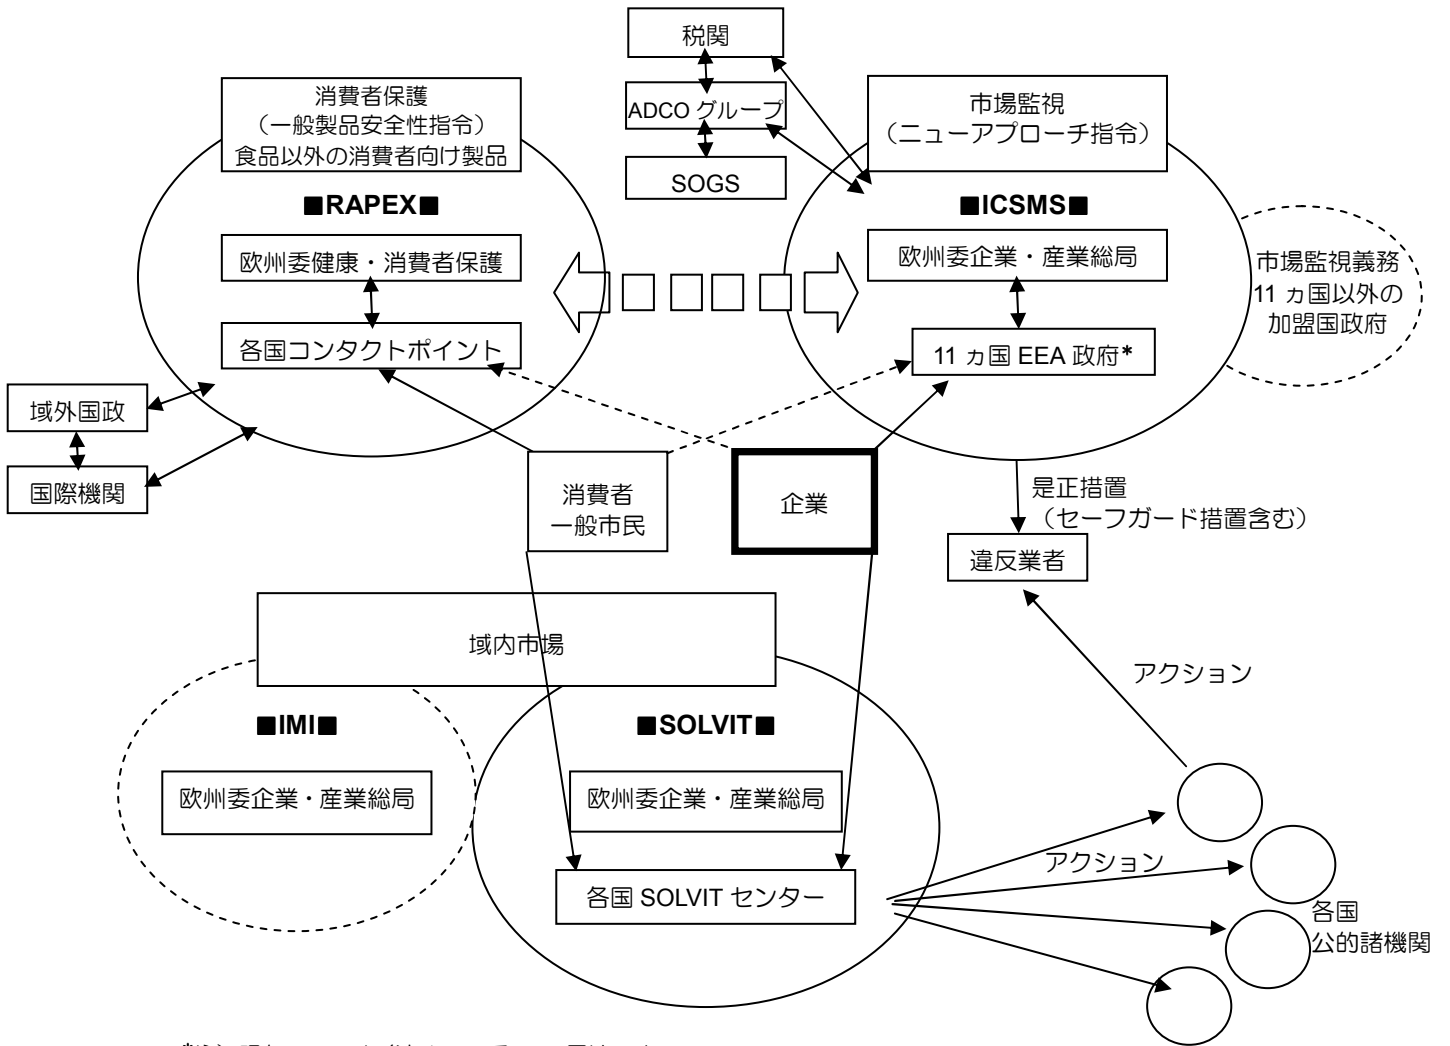 税関
消費者保護
（一般製品安全性指令）
食品以外の消費者向け製品
ADCO グループ
SOGS
市場監視
（ニューアプローチ指令）
■RAPEX■
欧州委健康・消費者保護
各国コンタクトポイント
■ICSMS■
欧州委企業・産業総局
11 ヵ国 EEA 政府*
市場監視義務
11 ヵ国以外の
加盟国政府
域外国政
国際機関
消費者
一般市民
企業
是正措置
（セーフガード措置含む）
違反業者
域内市場
アクション
■IMI■
欧州委企業・産業総局
■SOLVIT■
欧州委企業・産業総局
各国 SOLVIT センター
アクション
各国
公的諸機関